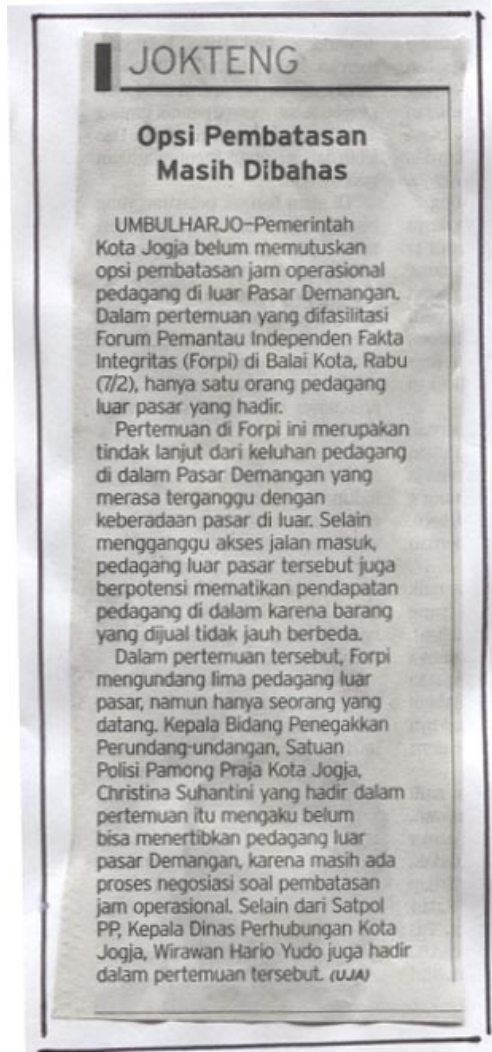 JOKTENG
Opsi Pembatasan
Masih Dibahas
UMBULHARJO–Pemerintah
Kota Jogja belum memutuskan
opsi pembatasan jam operasional
pedagang di luar Pasar Demangan.
Dalam pertemuan yang difasilitasi
Forum Pemantau Independen Fakta
Integritas (Forpi) di Balai Kota, Rabu
(7/2), hanya satu orang pedagang
luar pasar yang hadir.
Pertemuan di Forpi ini merupakan
tindak lanjut dari keluhan pedagang
di dalam Pasar Demangan yang
merasa terganggu dengan
keberadaan pasar di luar. Selain
mengganggu akses jalan masuk,
pedagang luar pasar tersebut juga
berpotensi mematikan pendapatan
pedagang di dalam karena barang
yang dijual tidak jauh berbeda.
Dalam pertemuan tersebut, Forpi
mengundang lima pedagang luar
pasar, namun hanya seorang yang
datang. Kepala Bidang Penegakkan
Perundang-undangan, Satuan
Polisi Pamong Praja Kota Jogja,
Christina Suhantini yang hadir dalam
pertemuan itu mengaku belum
bisa menertibkan pedagang luar
pasar Demangan, karena masih ada
proses negosiasi soal pembatasan
jam operasional. Selain dari Satpol
PP, Kepala Dinas Perhubungan Kota
Jogja, Wirawan Hario Yudo juga hadir
dalam pertemuan tersebut. (UJA)